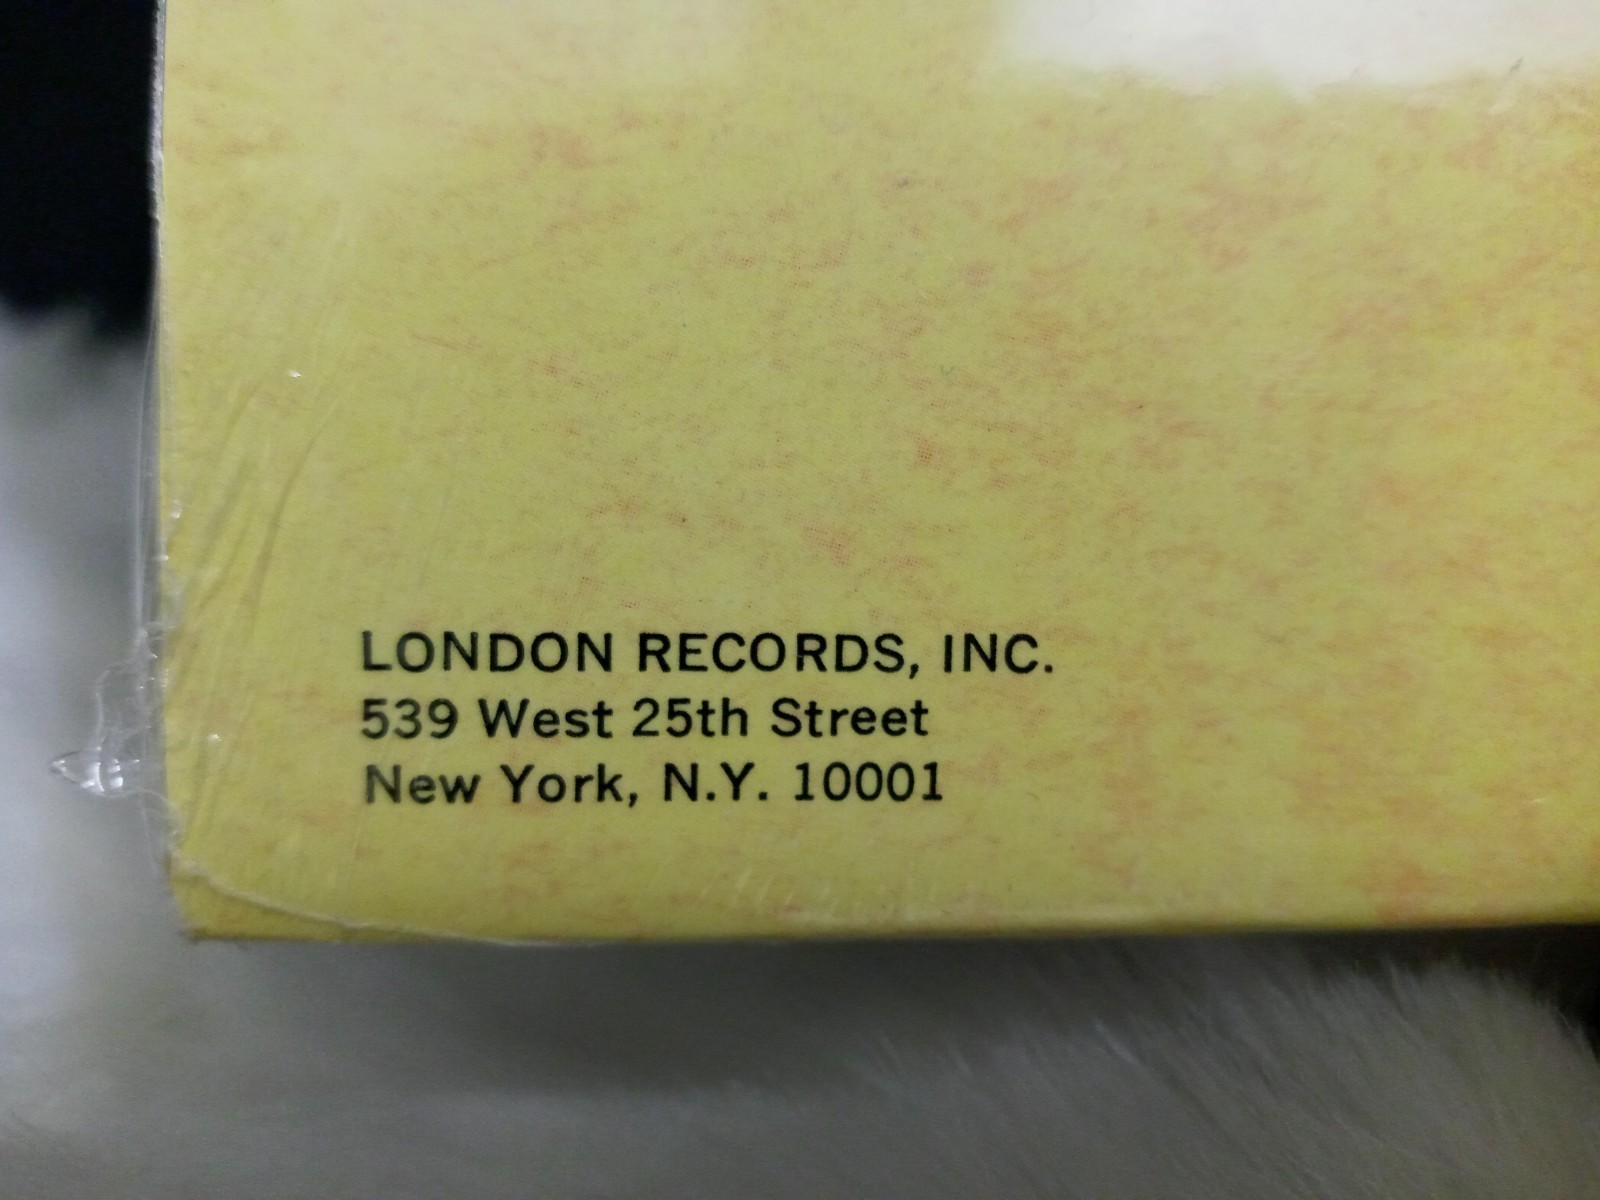 LONDON RECORDS, INC.
539 West 25th Street
New York, N.Y. 10001